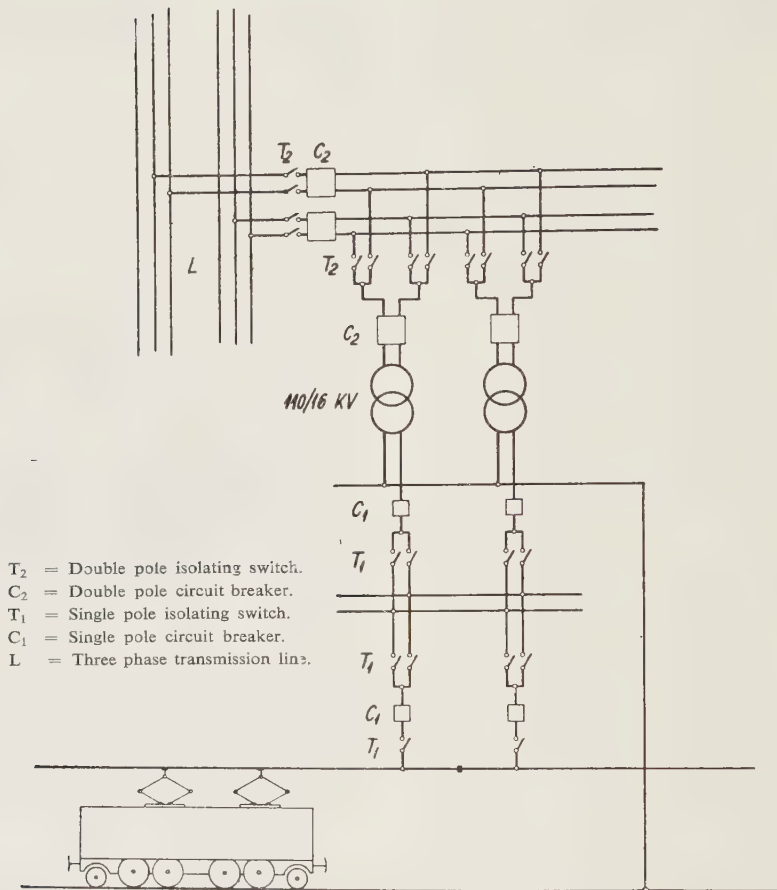 T₂ C₂
L
T₂
C₂
110/16 KV
C₁
T₁
T₂ = Double pole isolating switch.
C₂ = Double pole circuit breaker.
T₁ = Single pole isolating switch.
C₁ = Single pole circuit breaker.
L = Three phase transmission line.
T₁
C₁
T₁